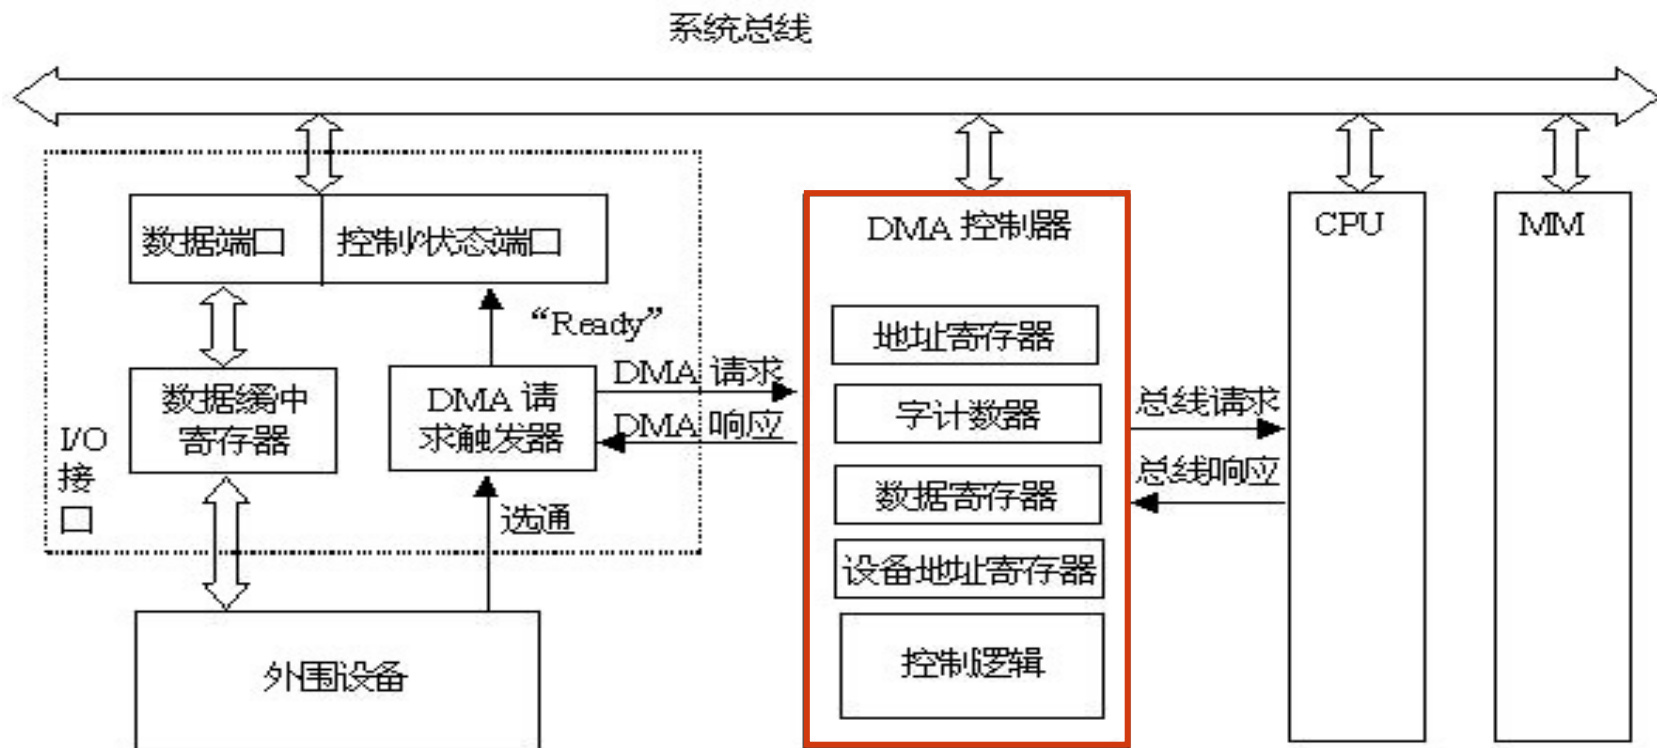 系统总线
数据端口
控制/状态端口
“Ready”
数据缓冲
寄存器
DMA 请
求触发器
I/O
接
口
选通
外围设备
DMA 请求
DMA 响应
DMA 控制器
地址寄存器
字计数器
数据寄存器
设备地址寄存器
控制逻辑
总线请求
总线响应
CPU
MM